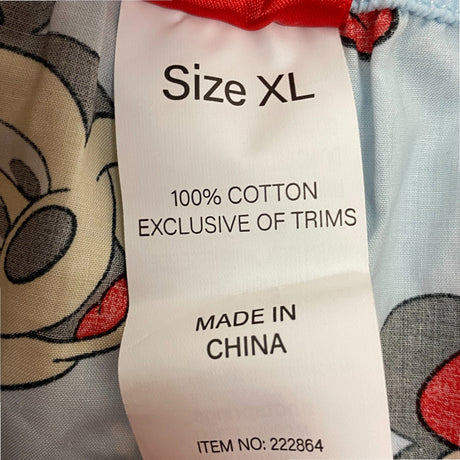 Size XL
100% COTTON
EXCLUSIVE OF TRIMS
MADE IN
CHINA
ITEM NO: 222864